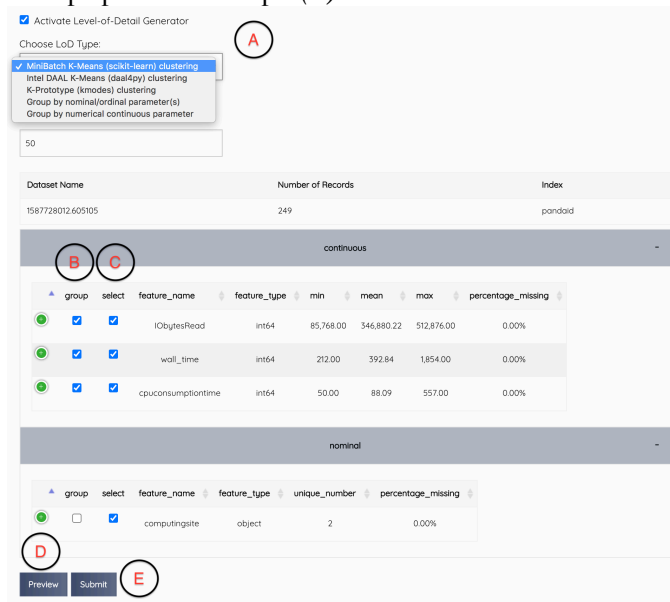 Activate Level-of-Detail Generator
A
Choose LoD Type:
✓ MiniBatch K-Means (scikit-learn) clustering
Intel DAAL K-Means (daal4py) clustering
K-Prototype (kmodes) clustering
Group by nominal/ordinal parameter(s)
Group by numerical continuous parameter
50
Dataset Name Number of Records Index
1587728012.605105 249 pandaid
continuous -
B C
group select feature_name feature_type min mean max percentage_missing
IObytesRead int64 85,768.00 346,880.22 512,876.00 0.00%
wall_time int64 212.00 392.84 1,854.00 0.00%
cpuconsumptiontime int64 50.00 88.09 557.00 0.00%
nominal -
group select feature_name feature_type unique_number percentage_missing
computingsite object 2 0.00%
D
Preview Submit E